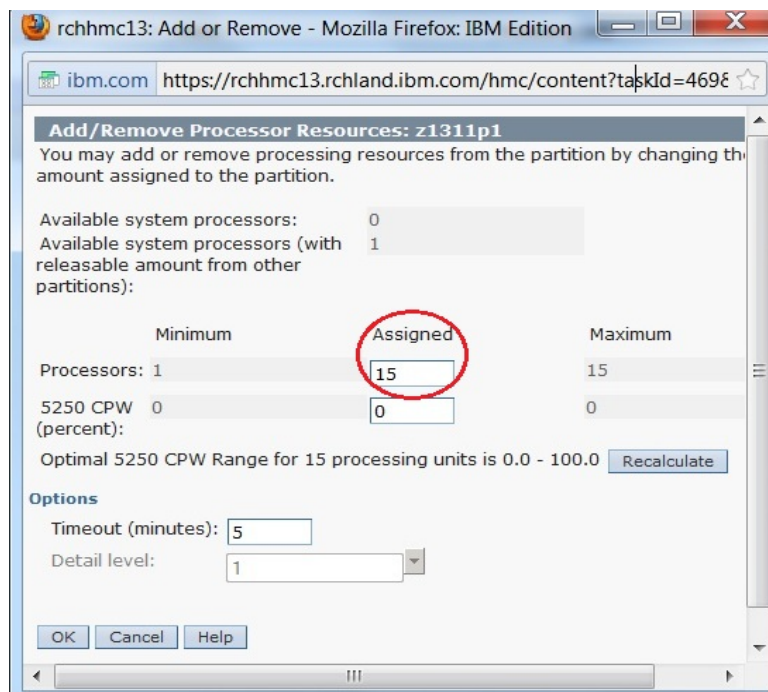 rchhmc13: Add or Remove - Mozilla Firefox: IBM Edition
ibm.com https://rchhmc13.rchland.ibm.com/hmc/content?taskId=469&
Add/Remove Processor Resources: z1311p1
You may add or remove processing resources from the partition by changing the
amount assigned to the partition.
Available system processors: 0
Available system processors (with 1
releasable amount from other
partitions):
Minimum Assigned Maximum
Processors: 1 15 15
5250 CPW 0 0 0
(percent):
Optimal 5250 CPW Range for 15 processing units is 0.0 - 100.0 Recalculate
Options
Timeout (minutes): 5
Detail level: 1
OK Cancel Help